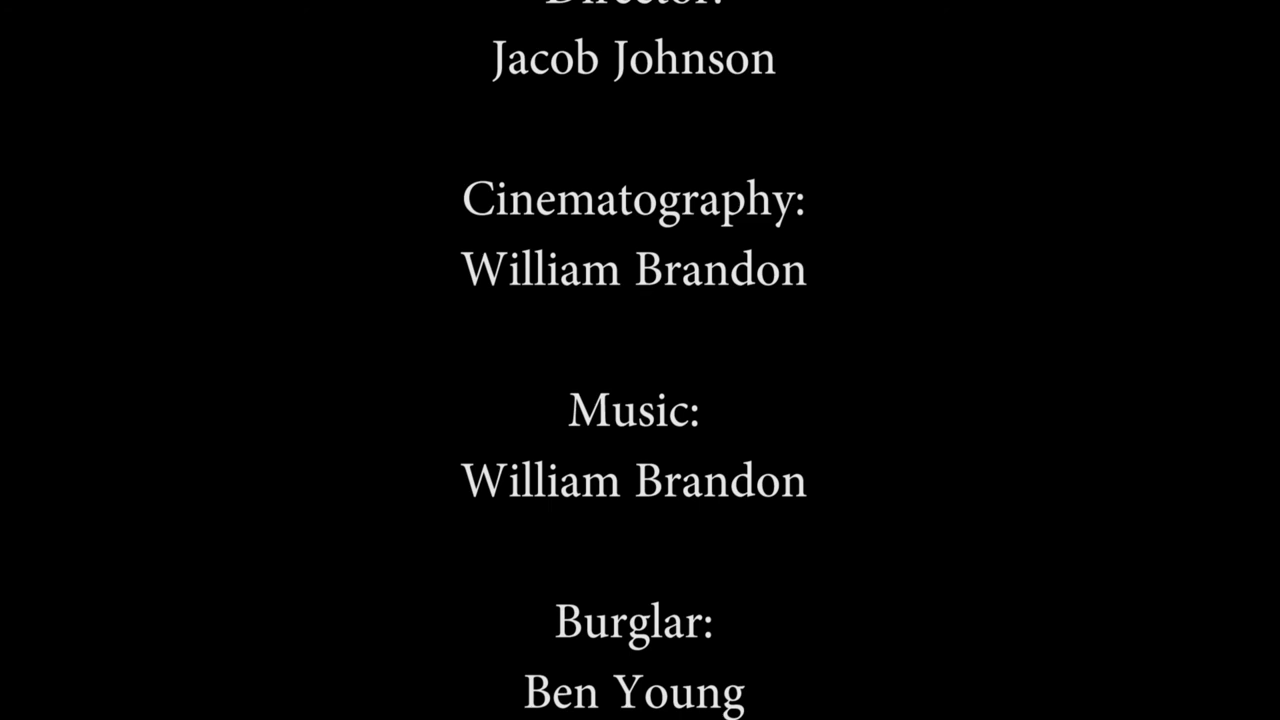 Director:
Jacob Johnson
Cinematography:
William Brandon
Music:
William Brandon
Burglar:
Ben Young